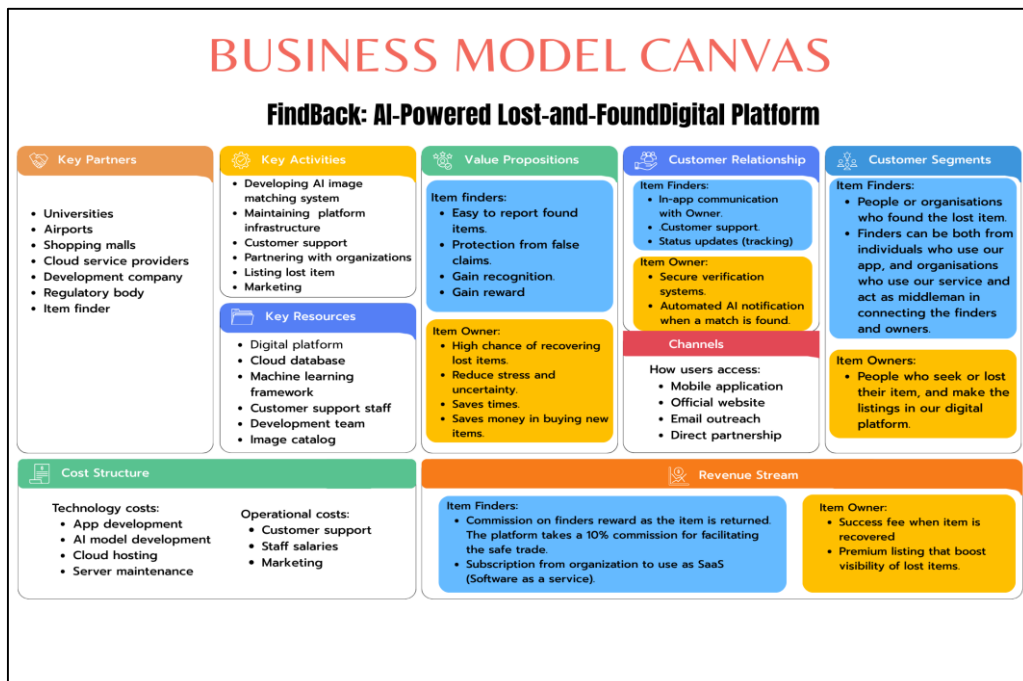 BUSINESS MODEL CANVAS
FindBack: AI-Powered Lost-and-FoundDigital Platform
Key Partners
• Universities
• Airports
• Shopping malls
• Cloud service providers
• Development company
• Regulatory body
• Item finder
Key Activities
• Developing AI image
matching system
• Maintaining platform
infrastructure
• Customer support
• Partnering with organizations
• Listing lost item
• Marketing
Key Resources
• Digital platform
• Cloud database
• Machine learning
framework
• Customer support staff
• Development team
• Image catalog
Value Propositions
Item finders:
• Easy to report found
items.
• Protection from false
claims.
• Gain recognition.
• Gain reward
Item Owner:
• High chance of recovering
lost items.
• Reduce stress and
uncertainty.
• Saves times.
• Saves money in buying new
items.
Customer Relationship
Item Finders:
• In-app communication
with Owner.
• .Customer support.
• Status updates (tracking)
Item Owner:
• Secure verification
systems.
• Automated AI notification
when a match is found.
Channels
How users access:
• Mobile application
• Official website
• Email outreach
• Direct partnership
Customer Segments
Item Finders:
• People or organisations
who found the lost item.
• Finders can be both from
individuals who use our
app, and organisations
who use our service and
act as middleman in
connecting the finders
and owners.
Item Owners:
• People who seek or lost
their item, and make the
listings in our digital
platform.
Cost Structure
Technology costs:
• App development
• AI model development
• Cloud hosting
• Server maintenance
Operational costs:
• Customer support
• Staff salaries
• Marketing
Revenue Stream
Item Finders:
• Commission on finders reward as the item is returned.
The platform takes a 10% commission for facilitating
the safe trade.
• Subscription from organization to use as SaaS
(Software as a service).
Item Owner:
• Success fee when item is
recovered
• Premium listing that boost
visibility of lost items.